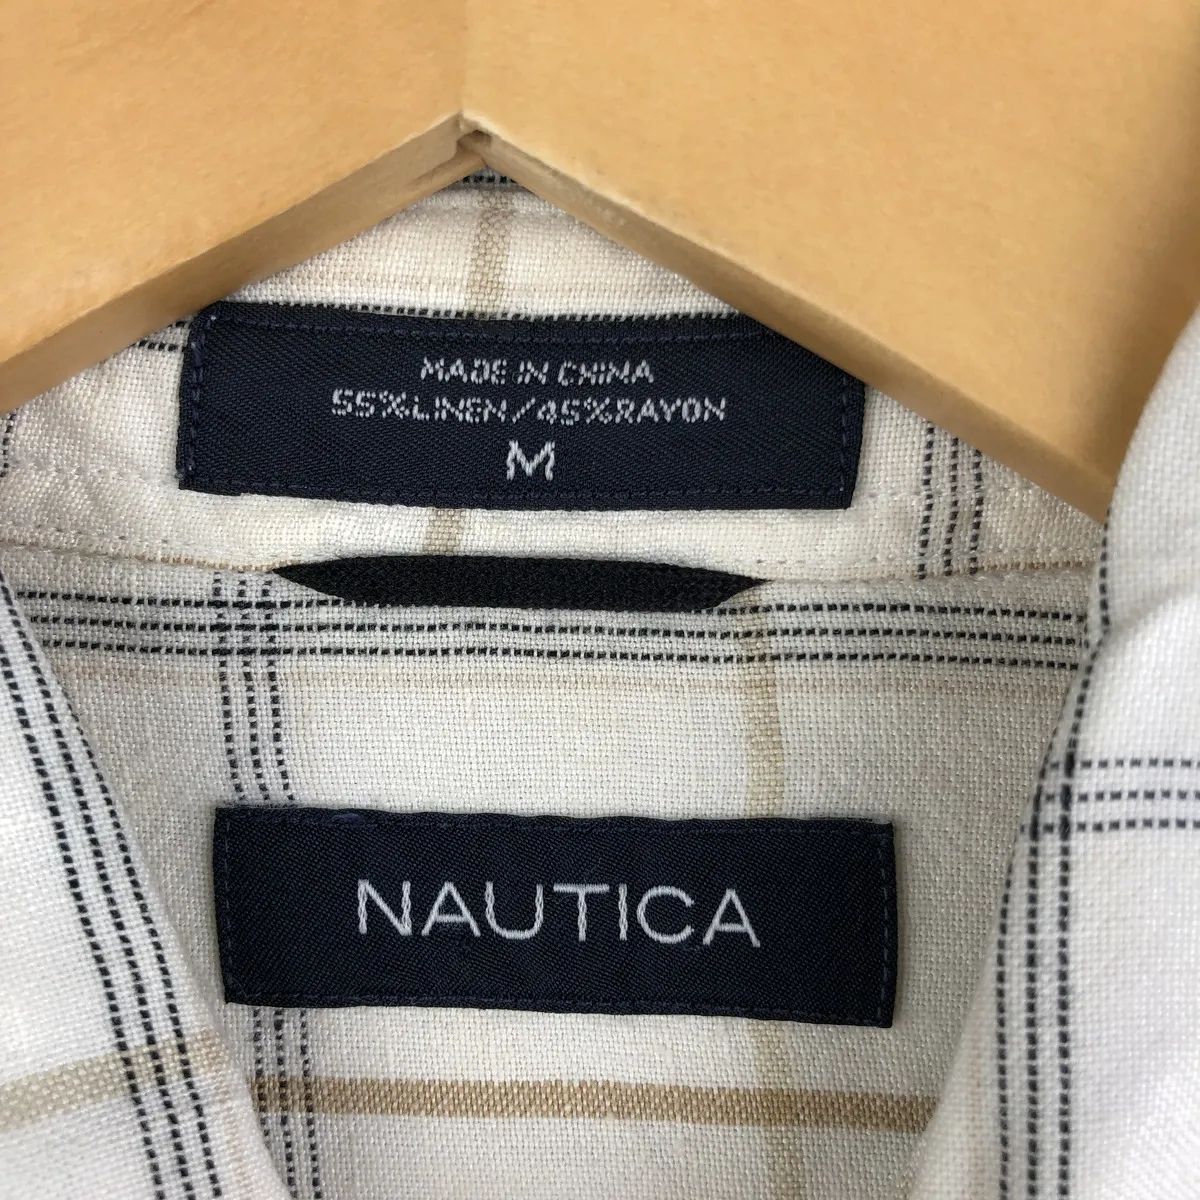 MADE IN CHINA
55%LINEN/45%RAYON
M
NAUTICA